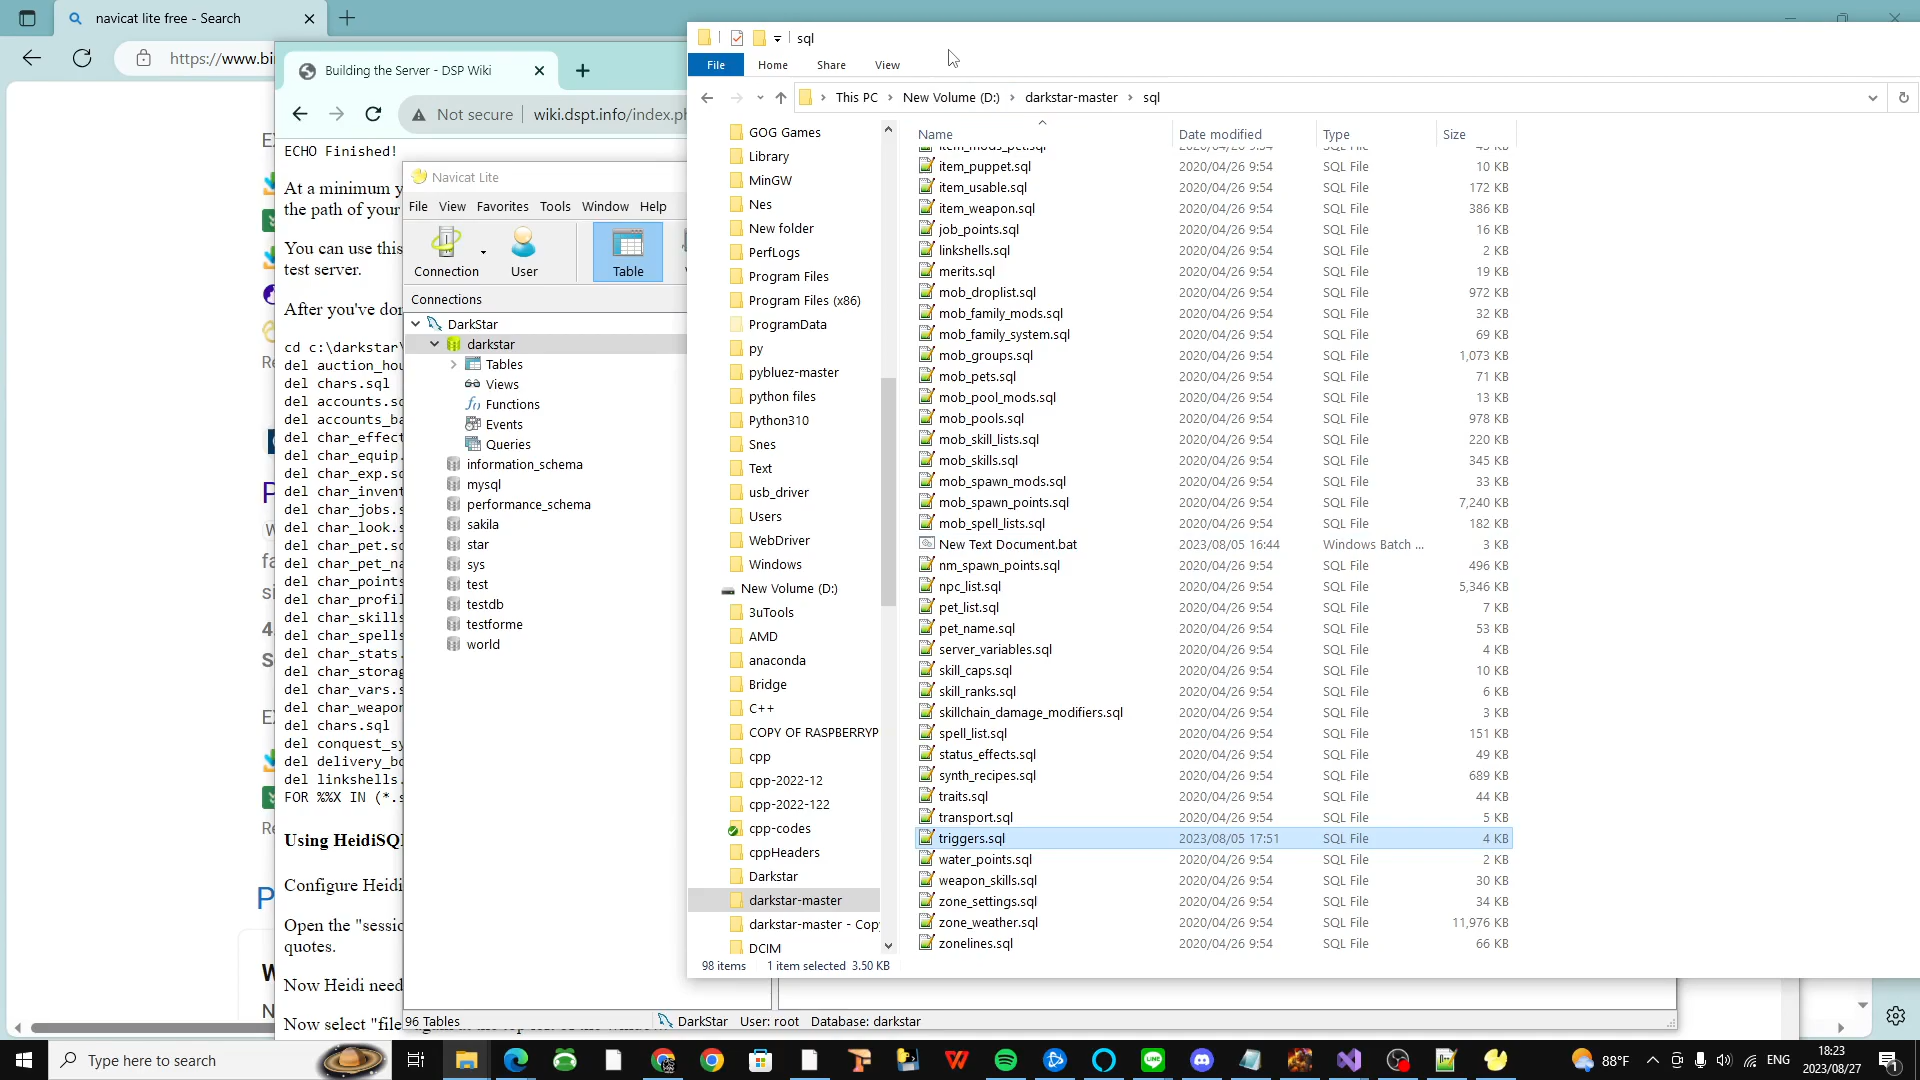 navicat lite free - Search
https://www.bi
Building the Server - DSP Wiki
Not secure
wiki.dspt.info/index.ph
ECHO Finished!
At a minimum y
the path of your
You can use this
test server.
After you've don
cd c:\darkstar\
del auction_hou
del chars.sql
del accounts.sq
del accounts_ba
del char_effect
del char_equip.
del char_exp.sq
del char_invent
del char_jobs.s
del char_look.s
del char_pet.sq
del char_pet_na
del char_points
del char_profil
del char_skills
del char_spells
del char_stats.
del char_storag
del char_vars.s
del char_weapon
del chars.sql
del conquest_sy
del delivery_bo
del linkshells.
FOR %%X IN (*.s
Using HeidiSQL
Configure Heidi
Open the "sessio
quotes.
Now Heidi need
Now select "file"
Navicat Lite
File View Favorites Tools Window Help
Connection User Table
Connections
DarkStar
darkstar
Tables
Views
Functions
Events
Queries
information_schema
mysql
performance_schema
sakila
star
sys
test
testdb
testforme
world
96 Tables
DarkStar User: root Database: darkstar
sql
File Home Share View
This PC › New Volume (D:) › darkstar-master › sql
GOG Games
Library
MinGW
Nes
New folder
PerfLogs
Program Files
Program Files (x86)
ProgramData
py
pybluez-master
python files
Python310
Snes
Text
usb_driver
Users
WebDriver
Windows
New Volume (D:)
3uTools
AMD
anaconda
Bridge
C++
COPY OF RASPBERRYP
cpp
cpp-2022-12
cpp-2022-122
cpp-codes
cppHeaders
Darkstar
darkstar-master
darkstar-master - Copy
DCIM
Name Date modified Type Size
item_mods_pet.sql 2020/04/26 9:54 SQL File 45 KB
item_puppet.sql 2020/04/26 9:54 SQL File 10 KB
item_usable.sql 2020/04/26 9:54 SQL File 172 KB
item_weapon.sql 2020/04/26 9:54 SQL File 386 KB
job_points.sql 2020/04/26 9:54 SQL File 16 KB
linkshells.sql 2020/04/26 9:54 SQL File 2 KB
merits.sql 2020/04/26 9:54 SQL File 19 KB
mob_droplist.sql 2020/04/26 9:54 SQL File 972 KB
mob_family_mods.sql 2020/04/26 9:54 SQL File 32 KB
mob_family_system.sql 2020/04/26 9:54 SQL File 69 KB
mob_groups.sql 2020/04/26 9:54 SQL File 1,073 KB
mob_pets.sql 2020/04/26 9:54 SQL File 71 KB
mob_pool_mods.sql 2020/04/26 9:54 SQL File 13 KB
mob_pools.sql 2020/04/26 9:54 SQL File 978 KB
mob_skill_lists.sql 2020/04/26 9:54 SQL File 220 KB
mob_skills.sql 2020/04/26 9:54 SQL File 345 KB
mob_spawn_mods.sql 2020/04/26 9:54 SQL File 33 KB
mob_spawn_points.sql 2020/04/26 9:54 SQL File 7,240 KB
mob_spell_lists.sql 2020/04/26 9:54 SQL File 182 KB
New Text Document.bat 2023/08/05 16:44 Windows Batch ... 3 KB
nm_spawn_points.sql 2020/04/26 9:54 SQL File 496 KB
npc_list.sql 2020/04/26 9:54 SQL File 5,346 KB
pet_list.sql 2020/04/26 9:54 SQL File 7 KB
pet_name.sql 2020/04/26 9:54 SQL File 53 KB
server_variables.sql 2020/04/26 9:54 SQL File 4 KB
skill_caps.sql 2020/04/26 9:54 SQL File 10 KB
skill_ranks.sql 2020/04/26 9:54 SQL File 6 KB
skillchain_damage_modifiers.sql 2020/04/26 9:54 SQL File 3 KB
spell_list.sql 2020/04/26 9:54 SQL File 151 KB
status_effects.sql 2020/04/26 9:54 SQL File 49 KB
synth_recipes.sql 2020/04/26 9:54 SQL File 689 KB
traits.sql 2020/04/26 9:54 SQL File 44 KB
transport.sql 2020/04/26 9:54 SQL File 5 KB
triggers.sql 2023/08/05 17:51 SQL File 4 KB
water_points.sql 2020/04/26 9:54 SQL File 2 KB
weapon_skills.sql 2020/04/26 9:54 SQL File 30 KB
zone_settings.sql 2020/04/26 9:54 SQL File 34 KB
zone_weather.sql 2020/04/26 9:54 SQL File 11,976 KB
zonelines.sql 2020/04/26 9:54 SQL File 66 KB
98 items 1 item selected 3.50 KB
Type here to search
88°F
ENG
18:23
2023/08/27
1